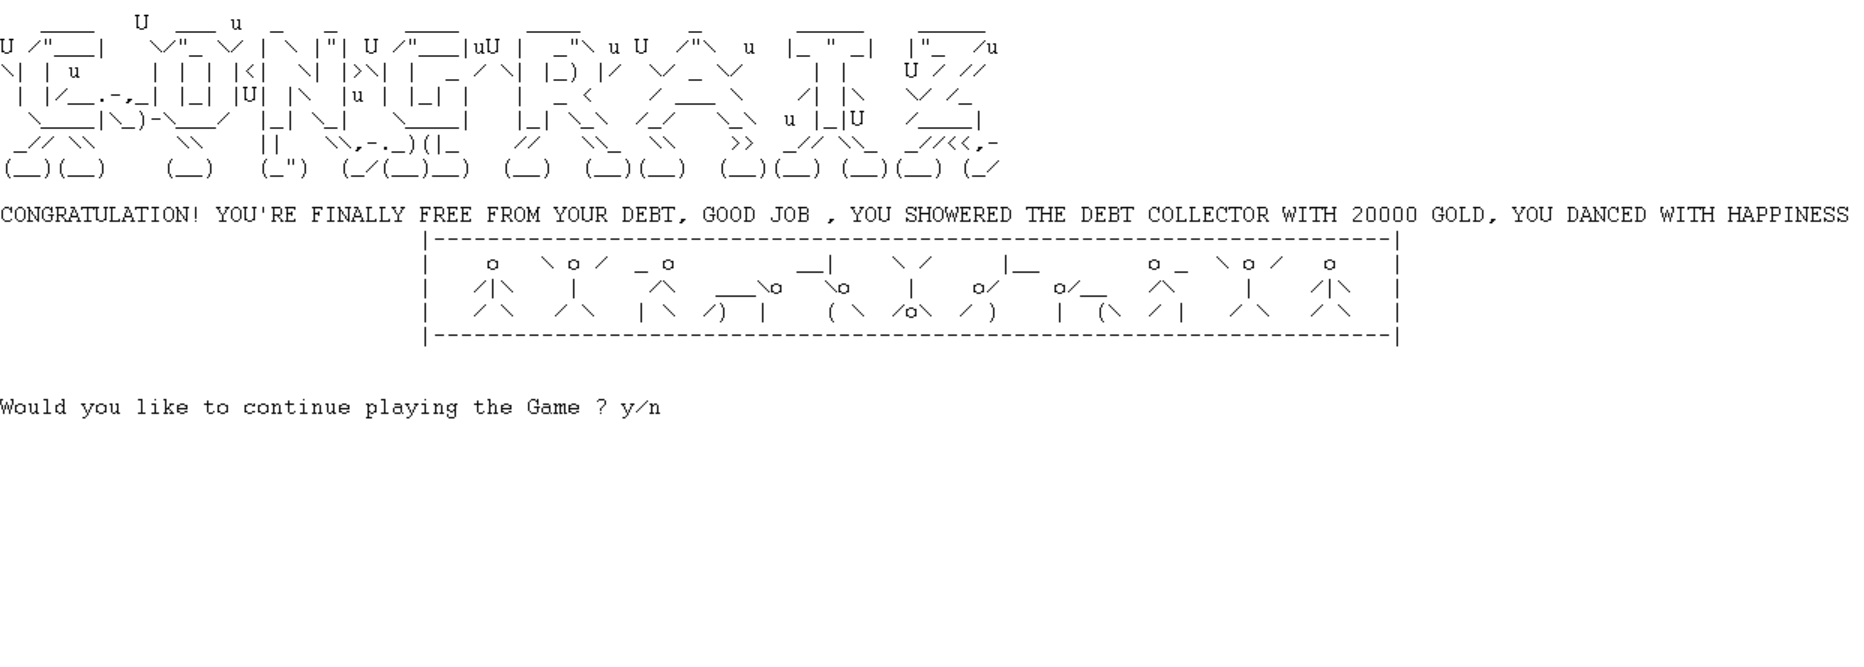 CONGRATZ
CONGRATULATION! YOU'RE FINALLY FREE FROM YOUR DEBT, GOOD JOB , YOU SHOWERED THE DEBT COLLECTOR WITH 20000 GOLD, YOU DANCED WITH HAPPINESS
Would you like to continue playing the Game ? y/n